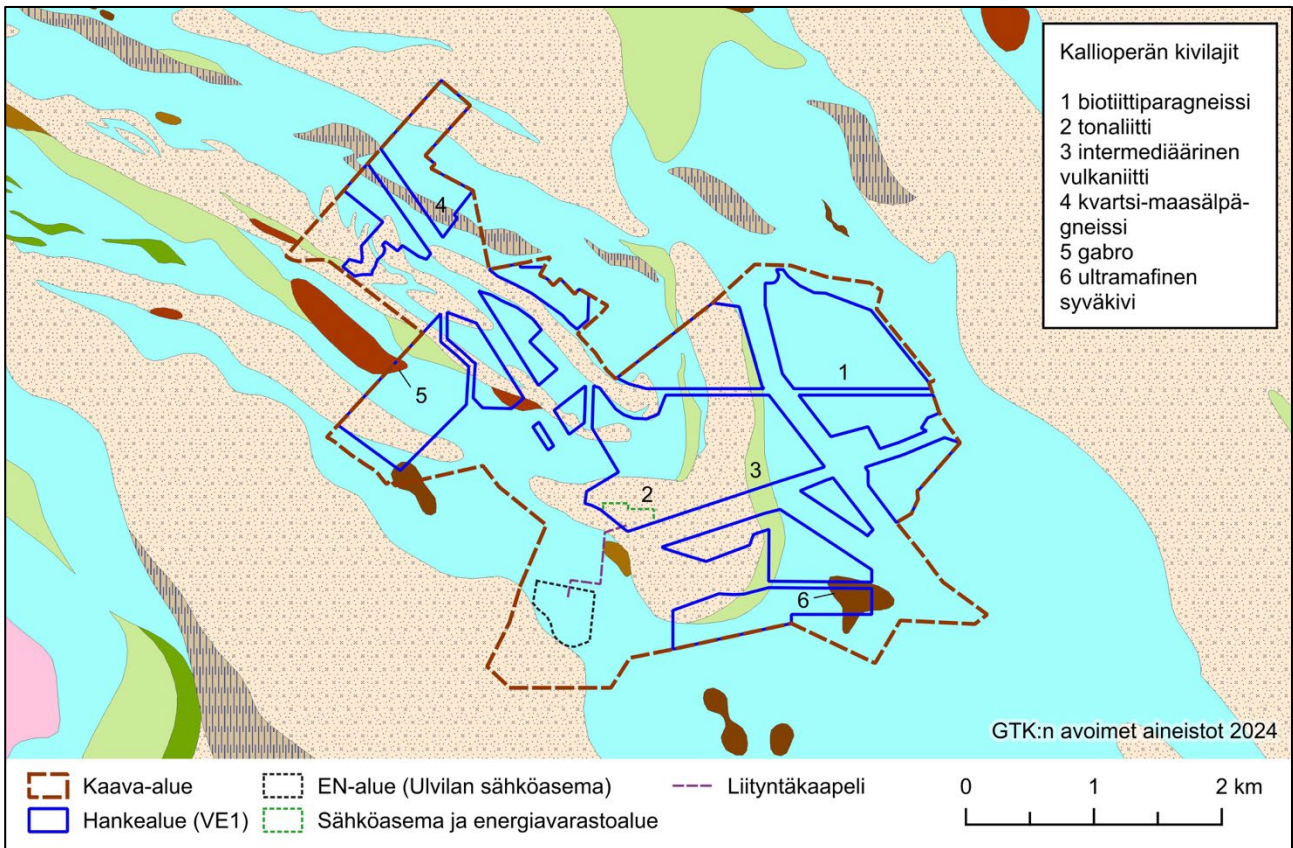 Kallioperän kivilajit
1 biotiittiparagneissi
2 tonaliitti
3 intermediäärinen
vulkaniitti
4 kvartsi-maasälpä-
gneissi
5 gabro
6 ultramafinen
syväkivi
4
1
5
3
2
6
GTK:n avoimet aineistot 2024
Kaava-alue
EN-alue (Ulvilan sähköasema)
Liityntäkaapeli
0 1 2 km
Hankealue (VE1)
Sähköasema ja energiavarastoalue